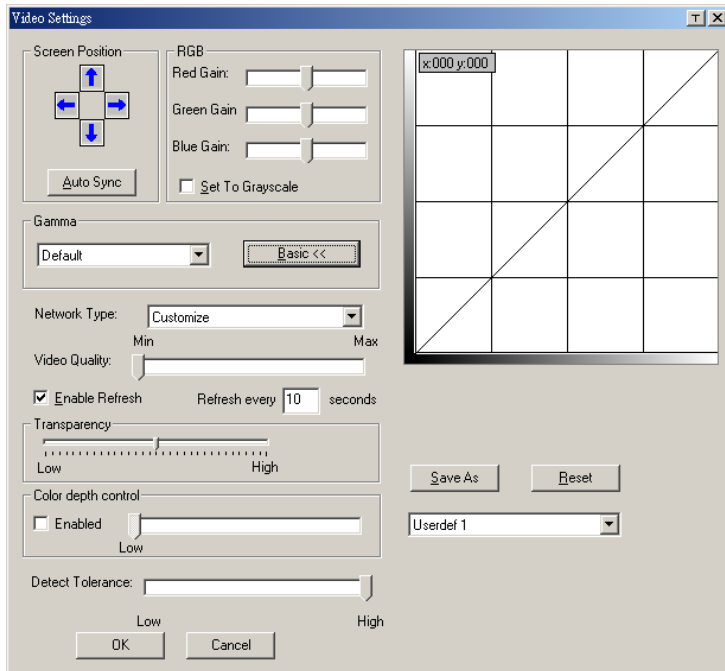 Video Settings
Screen Position
Auto Sync
RGB
Red Gain:
Green Gain
Blue Gain:
Set To Grayscale
x:000 y:000
Gamma
Default
Basic <<
Network Type:
Customize
Min
Max
Video Quality:
Enable Refresh
Refresh every 10 seconds
Transparency
Low
High
Save As
Reset
Color depth control
Enabled
Low
Userdef 1
Detect Tolerance:
Low
High
OK
Cancel